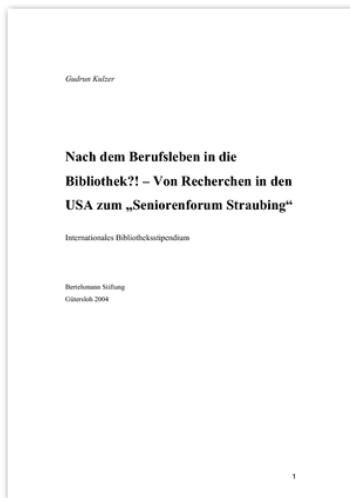 Gudrun Kulzer
Nach dem Berufsleben in die
Bibliothek?! – Von Recherchen in den
USA zum „Seniorenforum Straubing“
Internationales Bibliotheksstipendium
Bertelsmann Stiftung
Gütersloh 2004
1